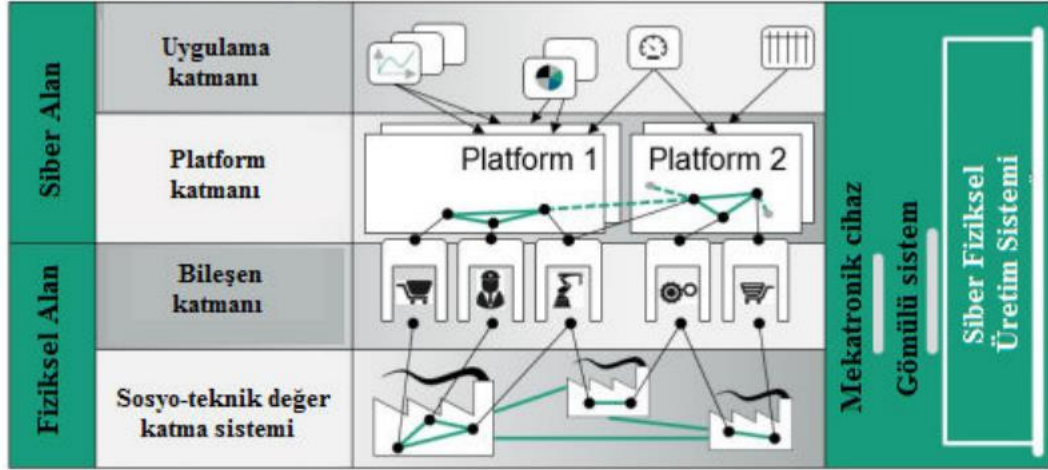 Siber Alan
Uygulama
katmanı
Platform
katmanı
Platform 1
Platform 2
Fiziksel Alan
Bileşen
katmanı
Sosyo-teknik değer
katma sistemi
Mekatronik cihaz
Gömülü sistem
Siber Fiziksel
Üretim Sistemi